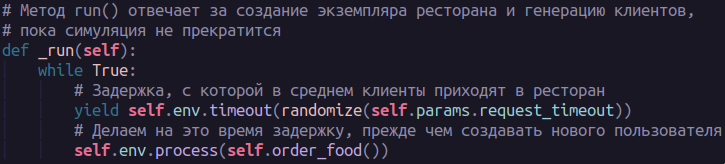 # Метод run() отвечает за создание экземпляра ресторана и генерацию клиентов,
# пока симуляция не прекратится
def _run(self):
while True:
# Задержка, с которой в среднем клиенты приходят в ресторан
yield self.env.timeout(randomize(self.params.request_timeout))
# Делаем на это время задержку, прежде чем создавать нового пользователя
self.env.process(self.order_food())